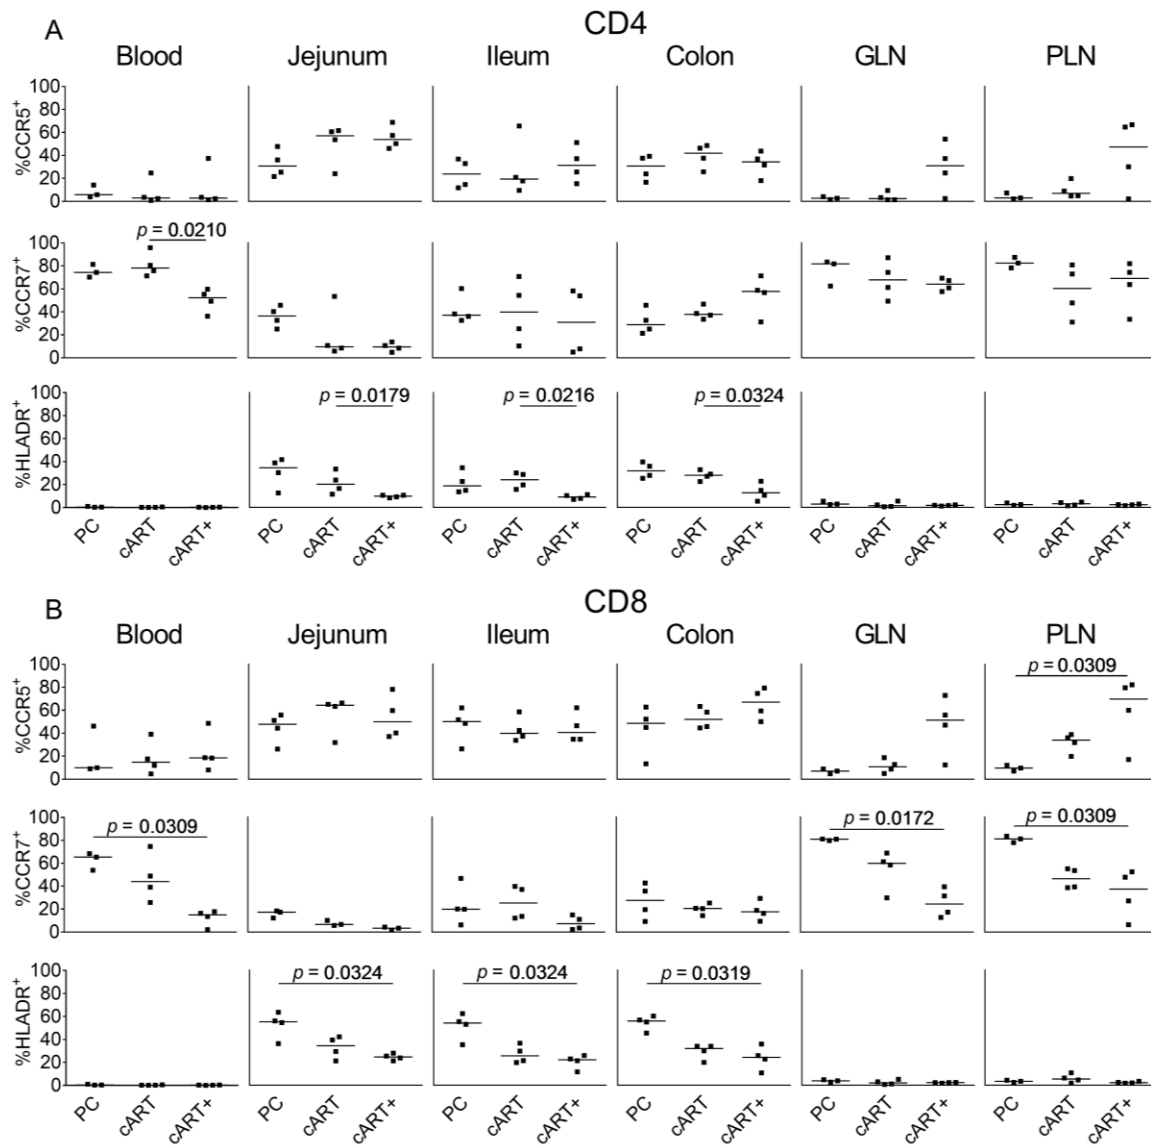 A CD4
Blood Jejunum Ileum Colon GLN PLN
%CCR5+
100
80
60
40
20
0
p = 0.0210
%CCR7+
100
80
60
40
20
0
p = 0.0179 p = 0.0216 p = 0.0324
%HLADR+
100
80
60
40
20
0
PC cART cART+ PC cART cART+ PC cART cART+ PC cART cART+ PC cART cART+ PC cART cART+
B CD8
Blood Jejunum Ileum Colon GLN PLN
p = 0.0309
%CCR5+
100
80
60
40
20
0
p = 0.0309 p = 0.0172 p = 0.0309
%CCR7+
100
80
60
40
20
0
p = 0.0324 p = 0.0324 p = 0.0319
%HLADR+
100
80
60
40
20
0
PC cART cART+ PC cART cART+ PC cART cART+ PC cART cART+ PC cART cART+ PC cART cART+